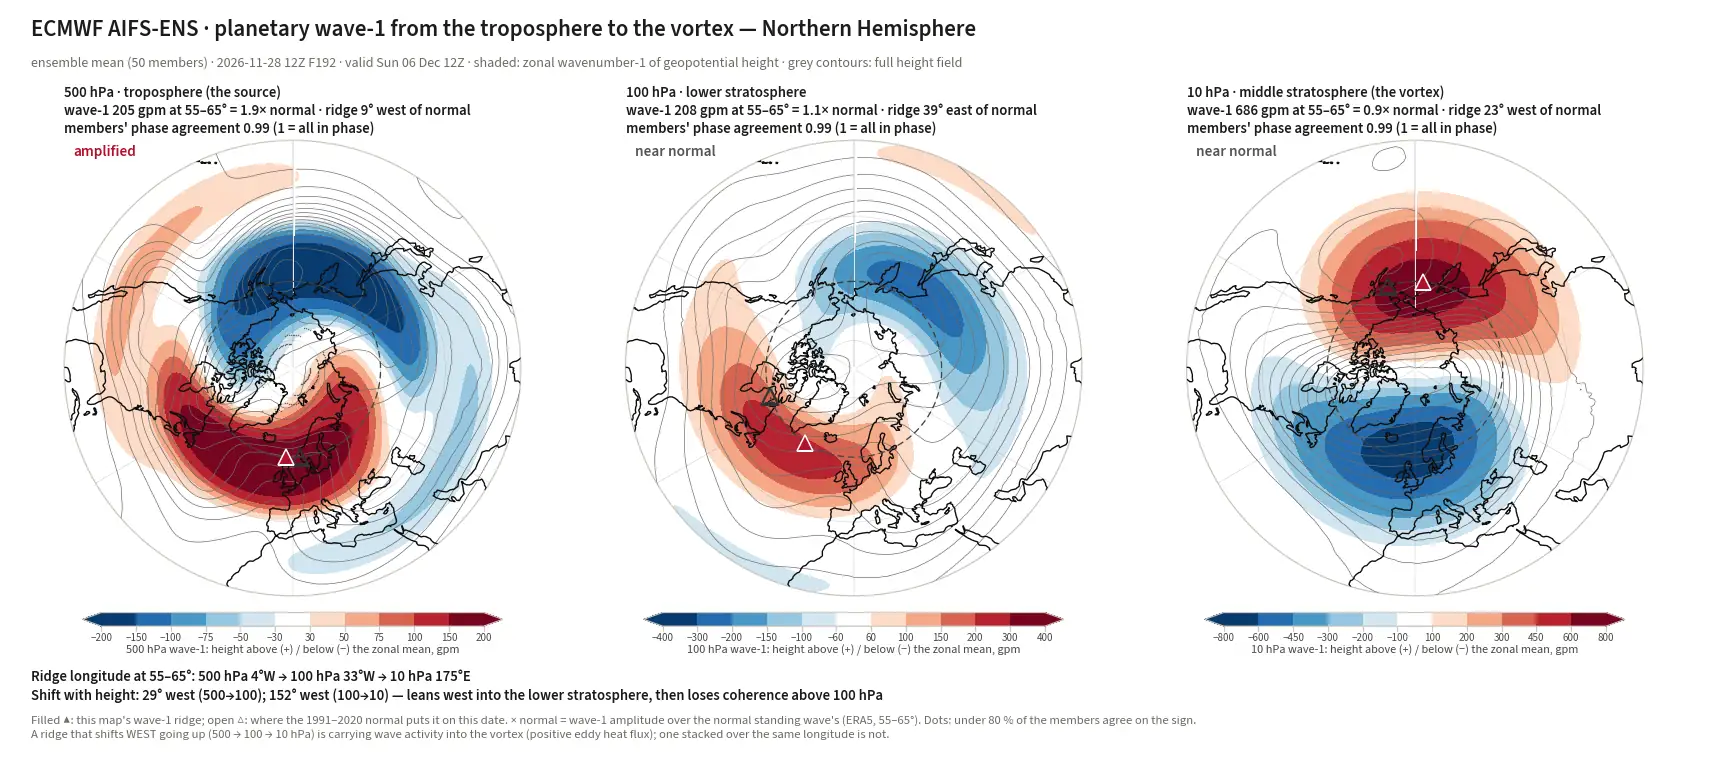 ECMWF AIFS-ENS · planetary wave-1 from the troposphere to the vortex — Northern Hemisphere
ensemble mean (50 members) · 2026-11-28 12Z F192 · valid Sun 06 Dec 12Z · shaded: zonal wavenumber-1 of geopotential height · grey contours: full height field
500 hPa · troposphere (the source)
wave-1 205 gpm at 55–65° = 1.9× normal · ridge 9° west of normal
members' phase agreement 0.99 (1 = all in phase)
amplified
100 hPa · lower stratosphere
wave-1 208 gpm at 55–65° = 1.1× normal · ridge 39° east of normal
members' phase agreement 0.99 (1 = all in phase)
near normal
10 hPa · middle stratosphere (the vortex)
wave-1 686 gpm at 55–65° = 0.9× normal · ridge 23° west of normal
members' phase agreement 0.99 (1 = all in phase)
near normal
−200 −150 −100 −75 −50 −30 30 50 75 100 150 200
500 hPa wave-1: height above (+) / below (−) the zonal mean, gpm
−400 −300 −200 −150 −100 −60 60 100 150 200 300 400
100 hPa wave-1: height above (+) / below (−) the zonal mean, gpm
−800 −600 −450 −300 −200 −100 100 200 300 450 600 800
10 hPa wave-1: height above (+) / below (−) the zonal mean, gpm
Ridge longitude at 55–65°: 500 hPa 4°W → 100 hPa 33°W → 10 hPa 175°E
Shift with height: 29° west (500→100); 152° west (100→10) — leans west into the lower stratosphere, then loses coherence above 100 hPa
Filled ▲: this map's wave-1 ridge; open △: where the 1991–2020 normal puts it on this date. × normal = wave-1 amplitude over the normal standing wave's (ERA5, 55–65°). Dots: under 80 % of the members agree on the sign.
A ridge that shifts WEST going up (500 → 100 → 10 hPa) is carrying wave activity into the vortex (positive eddy heat flux); one stacked over the same longitude is not.